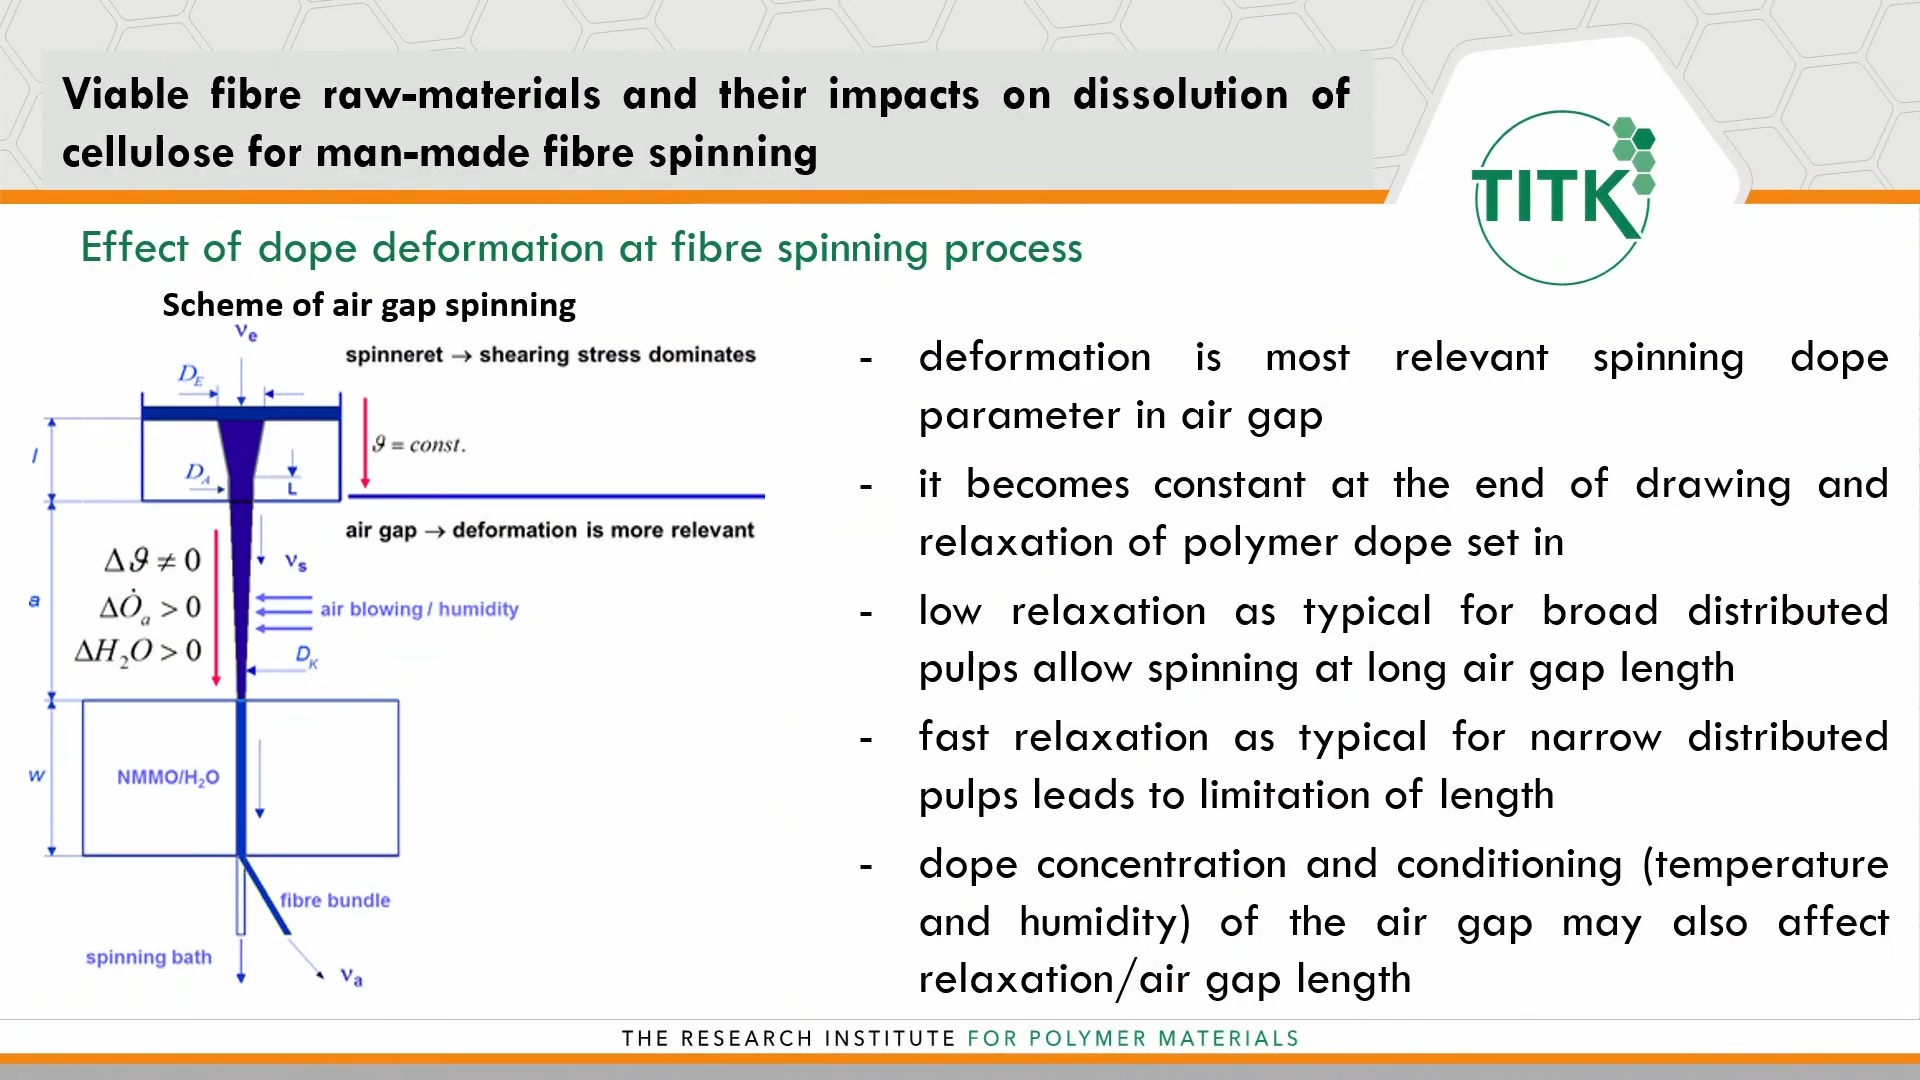 Viable fibre raw-materials and their impacts on dissolution of
cellulose for man-made fibre spinning
TITK
Effect of dope deformation at fibre spinning process
Scheme of air gap spinning
νe
spinneret → shearing stress dominates
DE
ϑ = const.
l
DA
L
air gap → deformation is more relevant
Δϑ ≠ 0
νs
a
ΔȮa > 0
air blowing / humidity
ΔH2O > 0
DK
w
NMMO/H2O
fibre bundle
spinning bath
νa
- deformation is most relevant spinning dope
parameter in air gap
- it becomes constant at the end of drawing and
relaxation of polymer dope set in
- low relaxation as typical for broad distributed
pulps allow spinning at long air gap length
- fast relaxation as typical for narrow distributed
pulps leads to limitation of length
- dope concentration and conditioning (temperature
and humidity) of the air gap may also affect
relaxation/air gap length
THE RESEARCH INSTITUTE FOR POLYMER MATERIALS